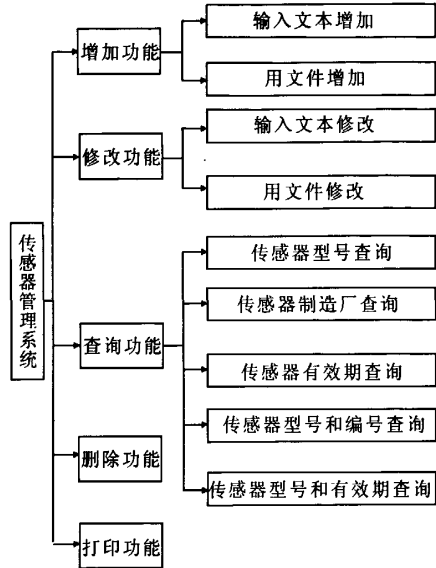 传感器管理系统
增加功能
输入文本增加
用文件增加
修改功能
输入文本修改
用文件修改
查询功能
传感器型号查询
传感器制造厂查询
传感器有效期查询
传感器型号和编号查询
传感器型号和有效期查询
删除功能
打印功能